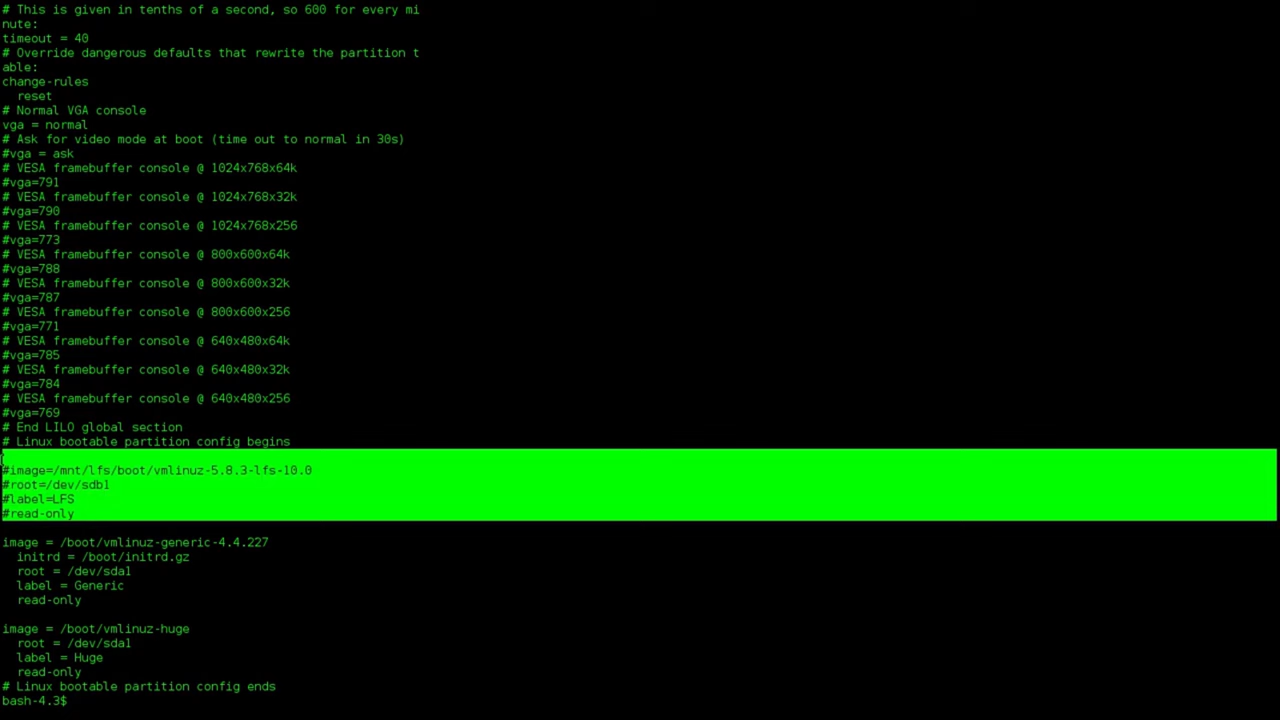 # This is given in tenths of a second, so 600 for every mi
nute:
timeout = 40
# Override dangerous defaults that rewrite the partition t
able:
change-rules
  reset
# Normal VGA console
vga = normal
# Ask for video mode at boot (time out to normal in 30s)
#vga = ask
# VESA framebuffer console @ 1024x768x64k
#vga=791
# VESA framebuffer console @ 1024x768x32k
#vga=790
# VESA framebuffer console @ 1024x768x256
#vga=773
# VESA framebuffer console @ 800x600x64k
#vga=788
# VESA framebuffer console @ 800x600x32k
#vga=787
# VESA framebuffer console @ 800x600x256
#vga=771
# VESA framebuffer console @ 640x480x64k
#vga=785
# VESA framebuffer console @ 640x480x32k
#vga=784
# VESA framebuffer console @ 640x480x256
#vga=769
# End LILO global section
# Linux bootable partition config begins
#image=/mnt/lfs/boot/vmlinuz-5.8.3-lfs-10.0
#root=/dev/sdb1
#label=LFS
#read-only
image = /boot/vmlinuz-generic-4.4.227
  initrd = /boot/initrd.gz
  root = /dev/sda1
  label = Generic
  read-only
image = /boot/vmlinuz-huge
  root = /dev/sda1
  label = Huge
  read-only
# Linux bootable partition config ends
bash-4.3$